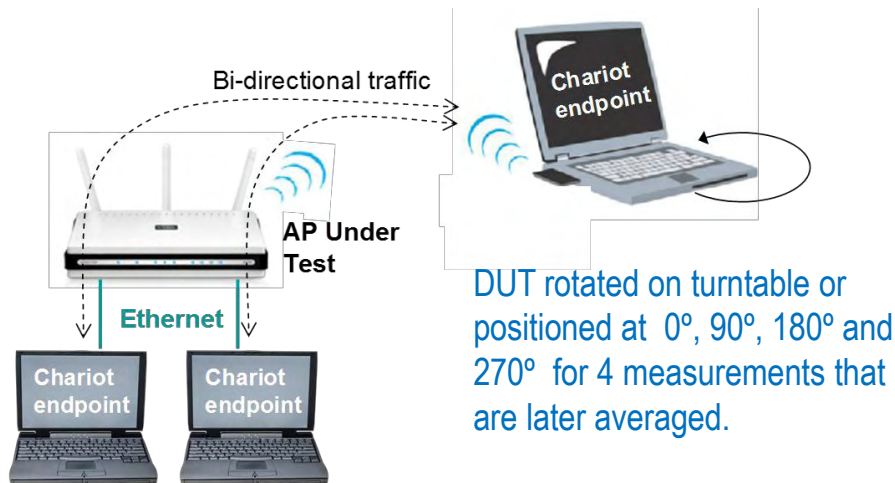 Bi-directional traffic
Chariot
endpoint
AP Under
Test
Ethernet
DUT rotated on turntable or
positioned at  0º, 90º, 180º and
270º  for 4 measurements that
are later averaged.
Chariot
endpoint
Chariot
endpoint